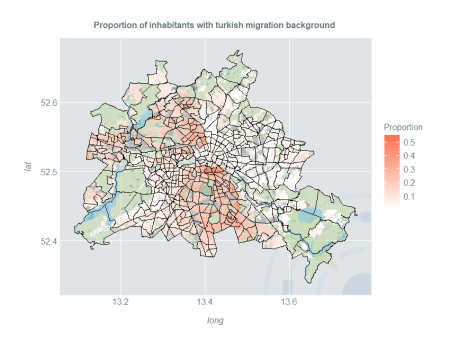 Proportion of inhabitants with turkish migration background
52.6
52.5
52.4
lat
13.2
13.4
13.6
long
Proportion
0.5
0.4
0.3
0.2
0.1